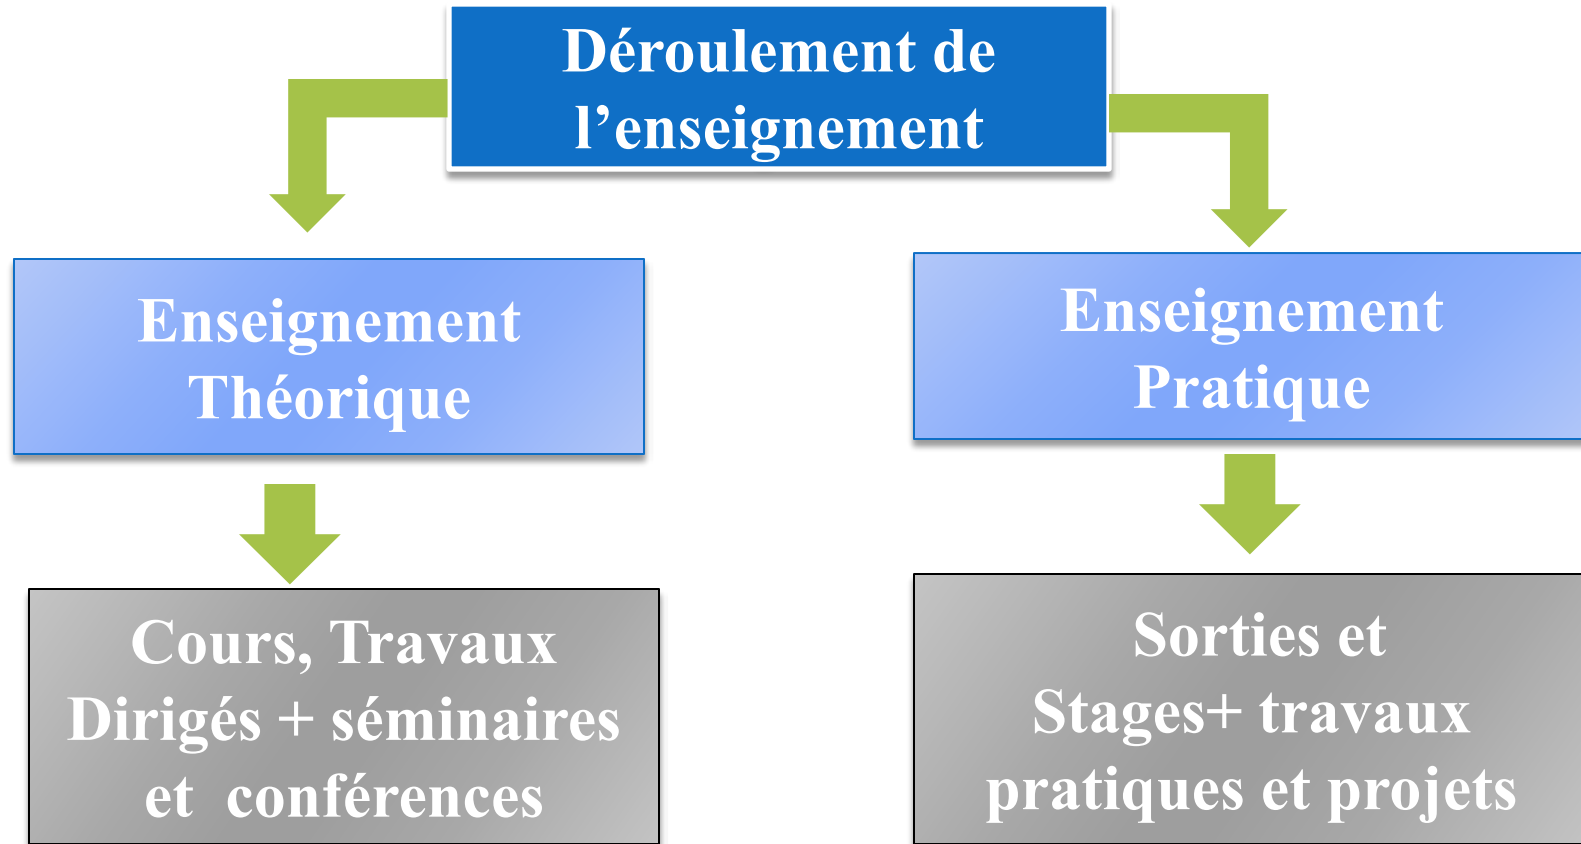 Déroulement de
l’enseignement
Enseignement
Théorique
Enseignement
Pratique
Cours, Travaux
Dirigés + séminaires
et conférences
Sorties et
Stages+ travaux
pratiques et projets